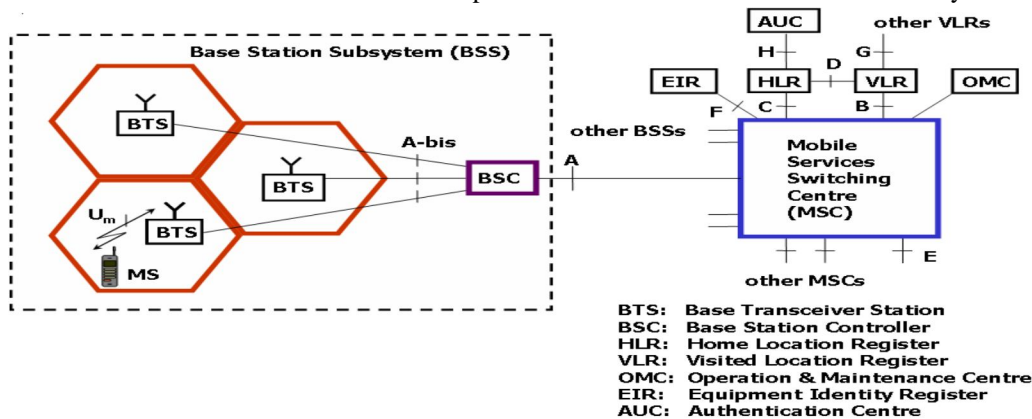 AUC
other VLRs
Base Station Subsystem (BSS)
H
G
D
EIR
HLR
VLR
OMC
BTS
F
C
B
other BSSs
A-bis
Mobile
Services
Switching
Centre
(MSC)
A
BTS
BSC
Um
BTS
MS
E
other MSCs
BTS: Base Transceiver Station
BSC: Base Station Controller
HLR: Home Location Register
VLR: Visited Location Register
OMC: Operation & Maintenance Centre
EIR: Equipment Identity Register
AUC: Authentication Centre